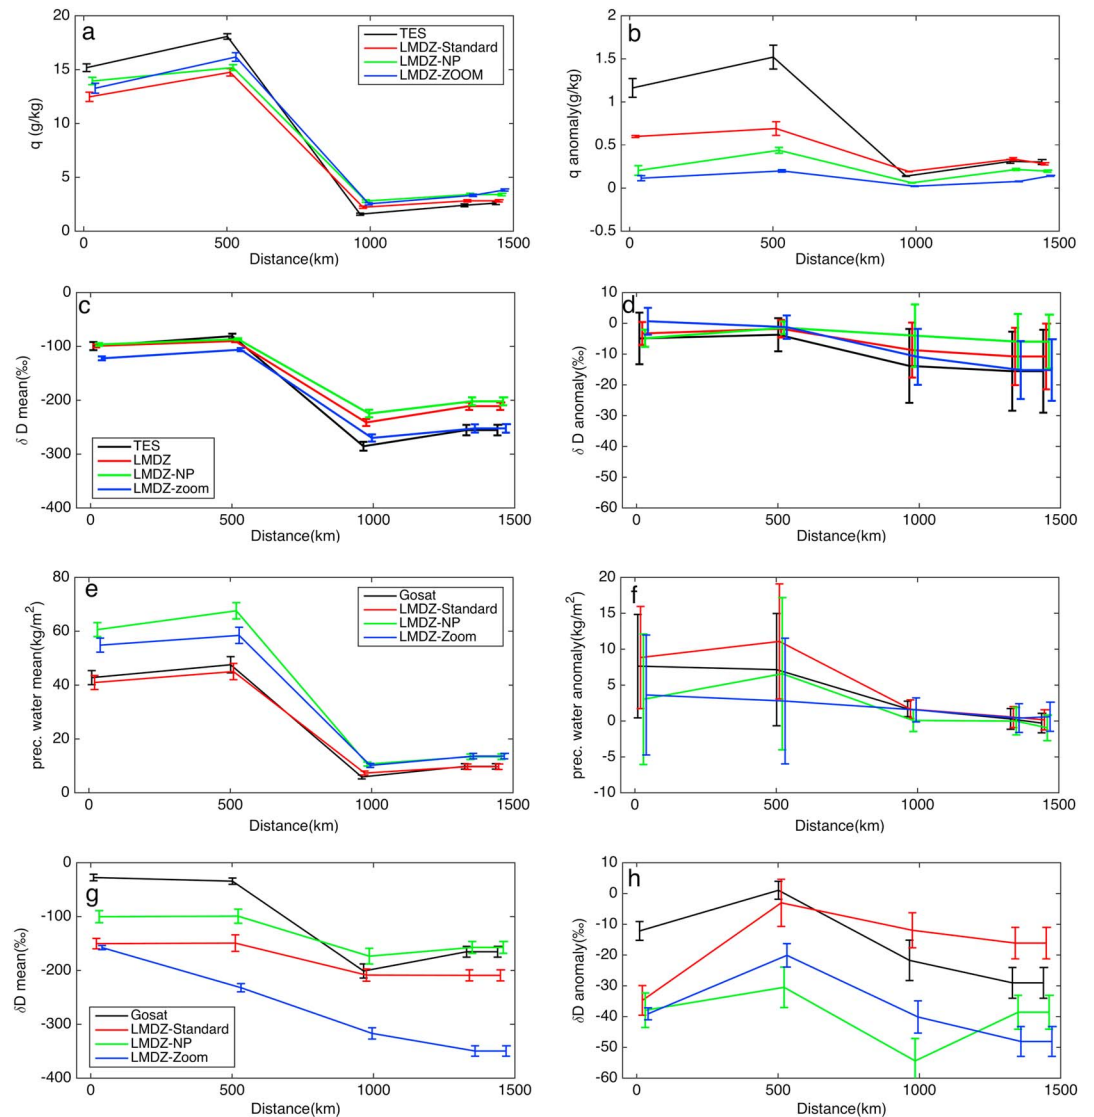 a
20
15
10
5
0
q (g/kg)
0
500
1000
1500
Distance(km)
TES
LMDZ-Standard
LMDZ-NP
LMDZ-ZOOM
b
2
1.5
1
0.5
0
-0.5
q anomaly(g/kg)
0
500
1000
1500
Distance(km)
c
0
-100
-200
-300
-400
δ D mean(‰)
0
500
1000
1500
Distance(km)
TES
LMDZ
LMDZ-NP
LMDZ-zoom
d
10
0
-10
-20
-30
-40
-50
-60
δ D anomaly(‰)
0
500
1000
1500
Distance(km)
e
80
60
40
20
0
prec. water mean(kg/m²)
0
500
1000
1500
Distance(km)
Gosat
LMDZ-Standard
LMDZ-NP
LMDZ-Zoom
f
20
15
10
5
0
-5
-10
prec. water anomaly(kg/m²)
0
500
1000
1500
Distance(km)
g
0
-100
-200
-300
-400
δD mean(‰)
0
500
1000
1500
Distance(km)
Gosat
LMDZ-Standard
LMDZ-NP
LMDZ-Zoom
h
10
0
-10
-20
-30
-40
-50
-60
δD anomaly(‰)
0
500
1000
1500
Distance(km)